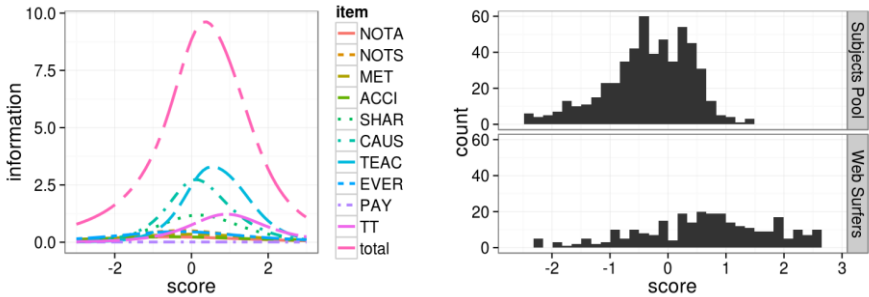 item
10.0
7.5
5.0
2.5
0.0
information
-2
0
2
score
NOTA
NOTS
MET
ACCI
SHAR
CAUS
TEAC
EVER
PAY
TT
total
60
40
20
0
Subjects Pool
count
60
40
20
0
Web Surfers
-2
-1
0
1
2
3
score